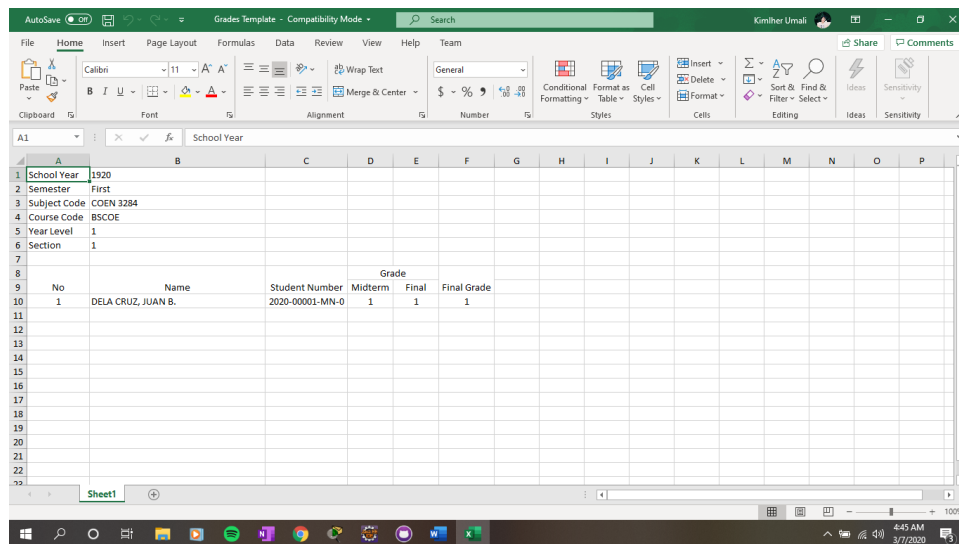 AutoSave Off Grades Template - Compatibility Mode Search Kimlher Umali
File Home Insert Page Layout Formulas Data Review View Help Team Share Comments
Paste Calibri 11 A A Wrap Text General Insert Σ
B I U A Merge & Center $ % 9 Conditional Formatting Format as Table Cell Styles Delete Format Sort & Filter Find & Select Ideas Sensitivity
Clipboard Font Alignment Number Styles Cells Editing Ideas Sensitivity
A1 fx School Year
A B C D E F G H I J K L M N O P
1 School Year 1920
2 Semester First
3 Subject Code COEN 3284
4 Course Code BSCOE
5 Year Level 1
6 Section 1
7
8 Grade
9 No Name Student Number Midterm Final Final Grade
10 1 DELA CRUZ, JUAN B. 2020-00001-MN-0 1 1 1
11
12
13
14
15
16
17
18
19
20
21
22
23
Sheet1
100%
4:45 AM
3/7/2020